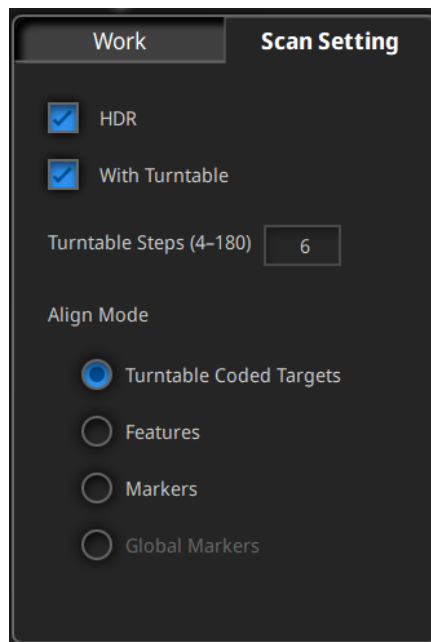 Work Scan Setting
HDR
With Turntable
Turntable Steps (4–180) 6
Align Mode
Turntable Coded Targets
Features
Markers
Global Markers